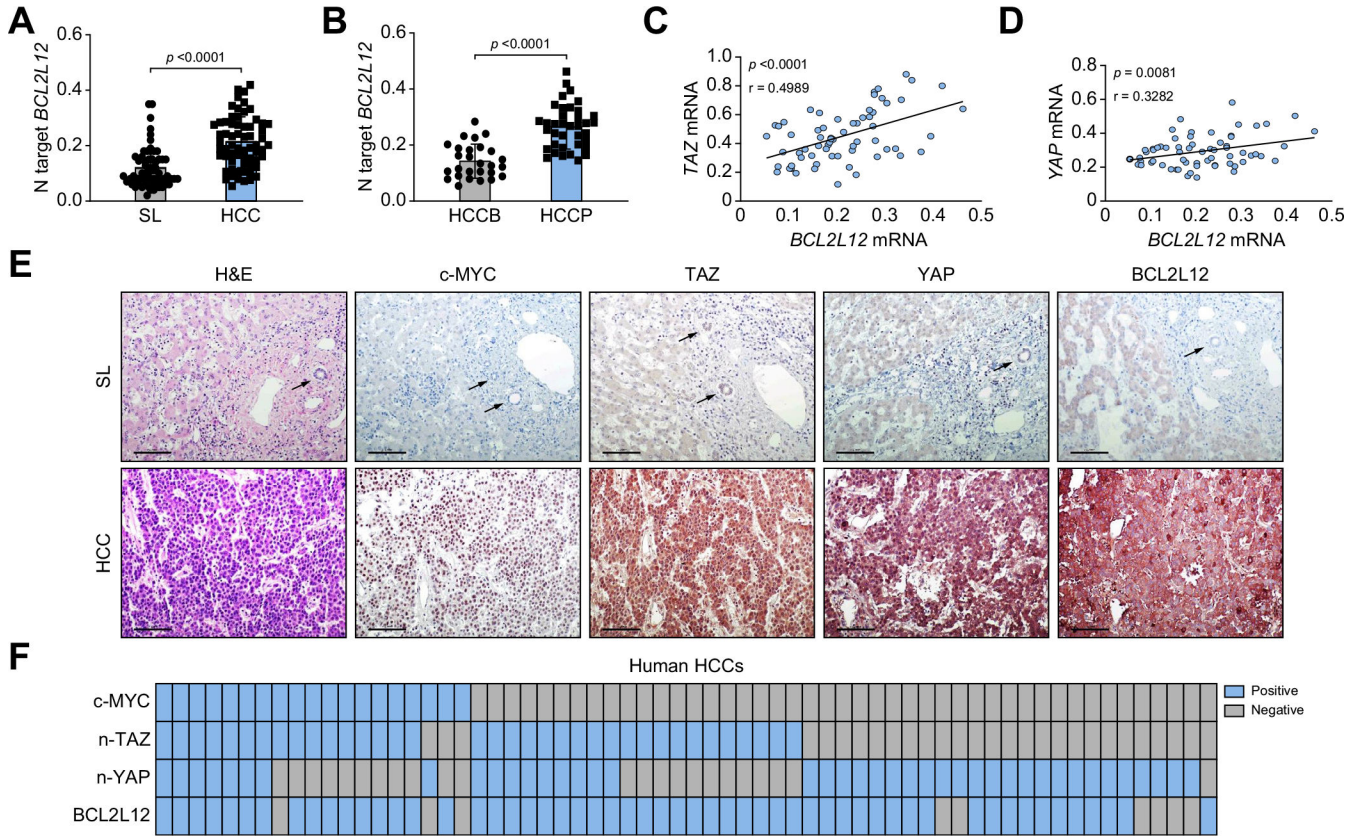 A
N target BCL2L12
0.6
0.4
0.2
0.0
p <0.0001
SL
HCC
B
N target BCL2L12
0.6
0.4
0.2
0.0
p <0.0001
HCCB
HCCP
C
TAZ mRNA
1.0
0.8
0.6
0.4
0.2
0
p <0.0001
r = 0.4989
0
0.1
0.2
0.3
0.4
0.5
BCL2L12 mRNA
D
YAP mRNA
0.8
0.6
0.4
0.2
0
p = 0.0081
r = 0.3282
0
0.1
0.2
0.3
0.4
0.5
BCL2L12 mRNA
E
H&E
c-MYC
TAZ
YAP
BCL2L12
SL
HCC
F
Human HCCs
c-MYC
n-TAZ
n-YAP
BCL2L12
Positive
Negative